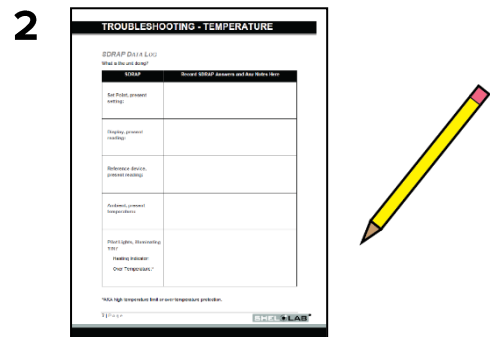 2
TROUBLESHOOTING - TEMPERATURE
SDRAP DATA LOG
What is the unit doing?
SDRAP
Record SDRAP Answers and Any Notes Here
Set Point, present
setting:
Display, present
reading:
Reference device,
present reading:
Ambient, present
temperature:
Pilot Lights, illuminating
Heating Indicator
Over Temperature.*
*AKA high temperature limit or over temperature protection.
| Page
SHEL LAB